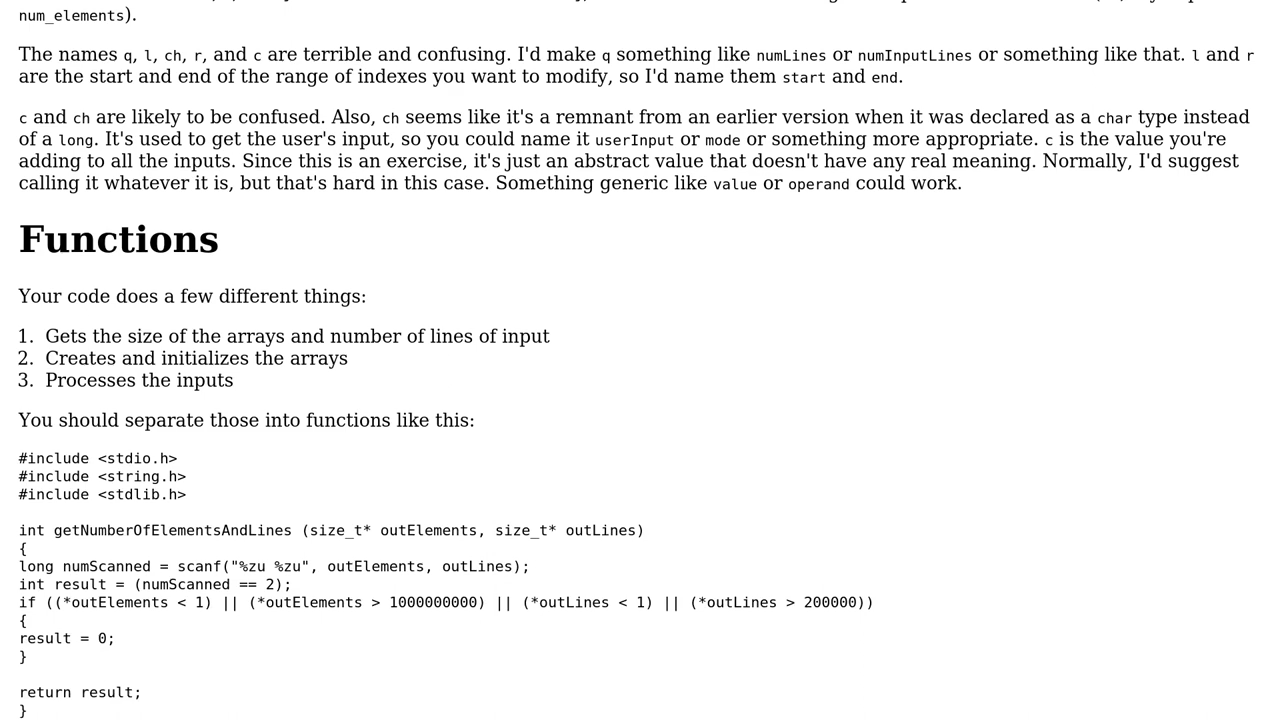 num_elements).
The names q, l, ch, r, and c are terrible and confusing. I'd make q something like numLines or numInputLines or something like that. l and r
are the start and end of the range of indexes you want to modify, so I'd name them start and end.
c and ch are likely to be confused. Also, ch seems like it's a remnant from an earlier version when it was declared as a char type instead
of a long. It's used to get the user's input, so you could name it userInput or mode or something more appropriate. c is the value you're
adding to all the inputs. Since this is an exercise, it's just an abstract value that doesn't have any real meaning. Normally, I'd suggest
calling it whatever it is, but that's hard in this case. Something generic like value or operand could work.
Functions
Your code does a few different things:
1. Gets the size of the arrays and number of lines of input
2. Creates and initializes the arrays
3. Processes the inputs
You should separate those into functions like this:
#include <stdio.h>
#include <string.h>
#include <stdlib.h>
int getNumberOfElementsAndLines (size_t* outElements, size_t* outLines)
{
long numScanned = scanf("%zu %zu", outElements, outLines);
int result = (numScanned == 2);
if ((*outElements < 1) || (*outElements > 1000000000) || (*outLines < 1) || (*outLines > 200000))
{
result = 0;
}
return result;
}